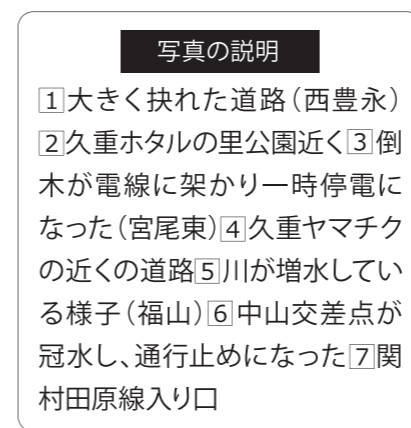 写真の説明
1大きく抉れた道路（西豊永）
2久重ホタルの里公園近く3倒
木が電線に架かり一時停電に
なった（宮尾東）4久重ヤマチク
の近くの道路5川が増水してい
る様子（福山）6中山交差点が
冠水し、通行止めになった7関
村田原線入り口